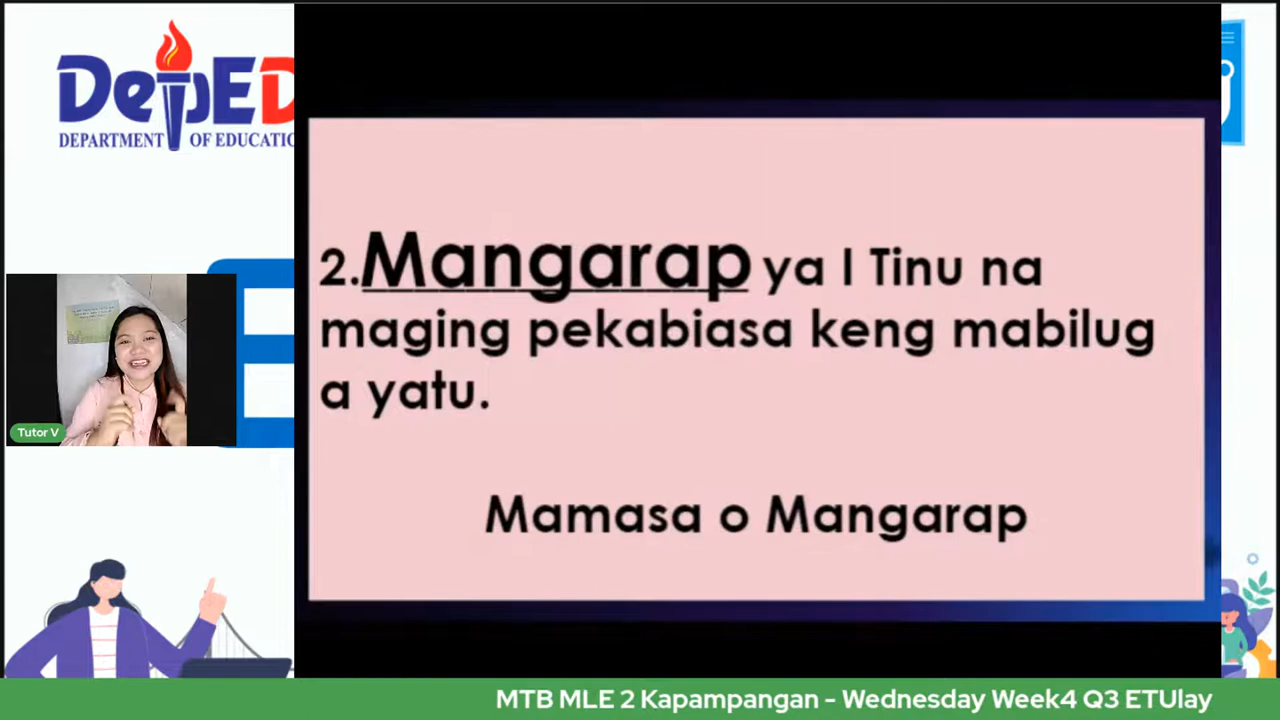 DepED
DEPARTMENT OF EDUCATIO
2.Mangarap ya I Tinu na
maging pekabiasa keng mabilug
a yatu.
Mamasa o Mangarap
Tutor V
MTB MLE 2 Kapampangan - Wednesday Week4 Q3 ETUlay